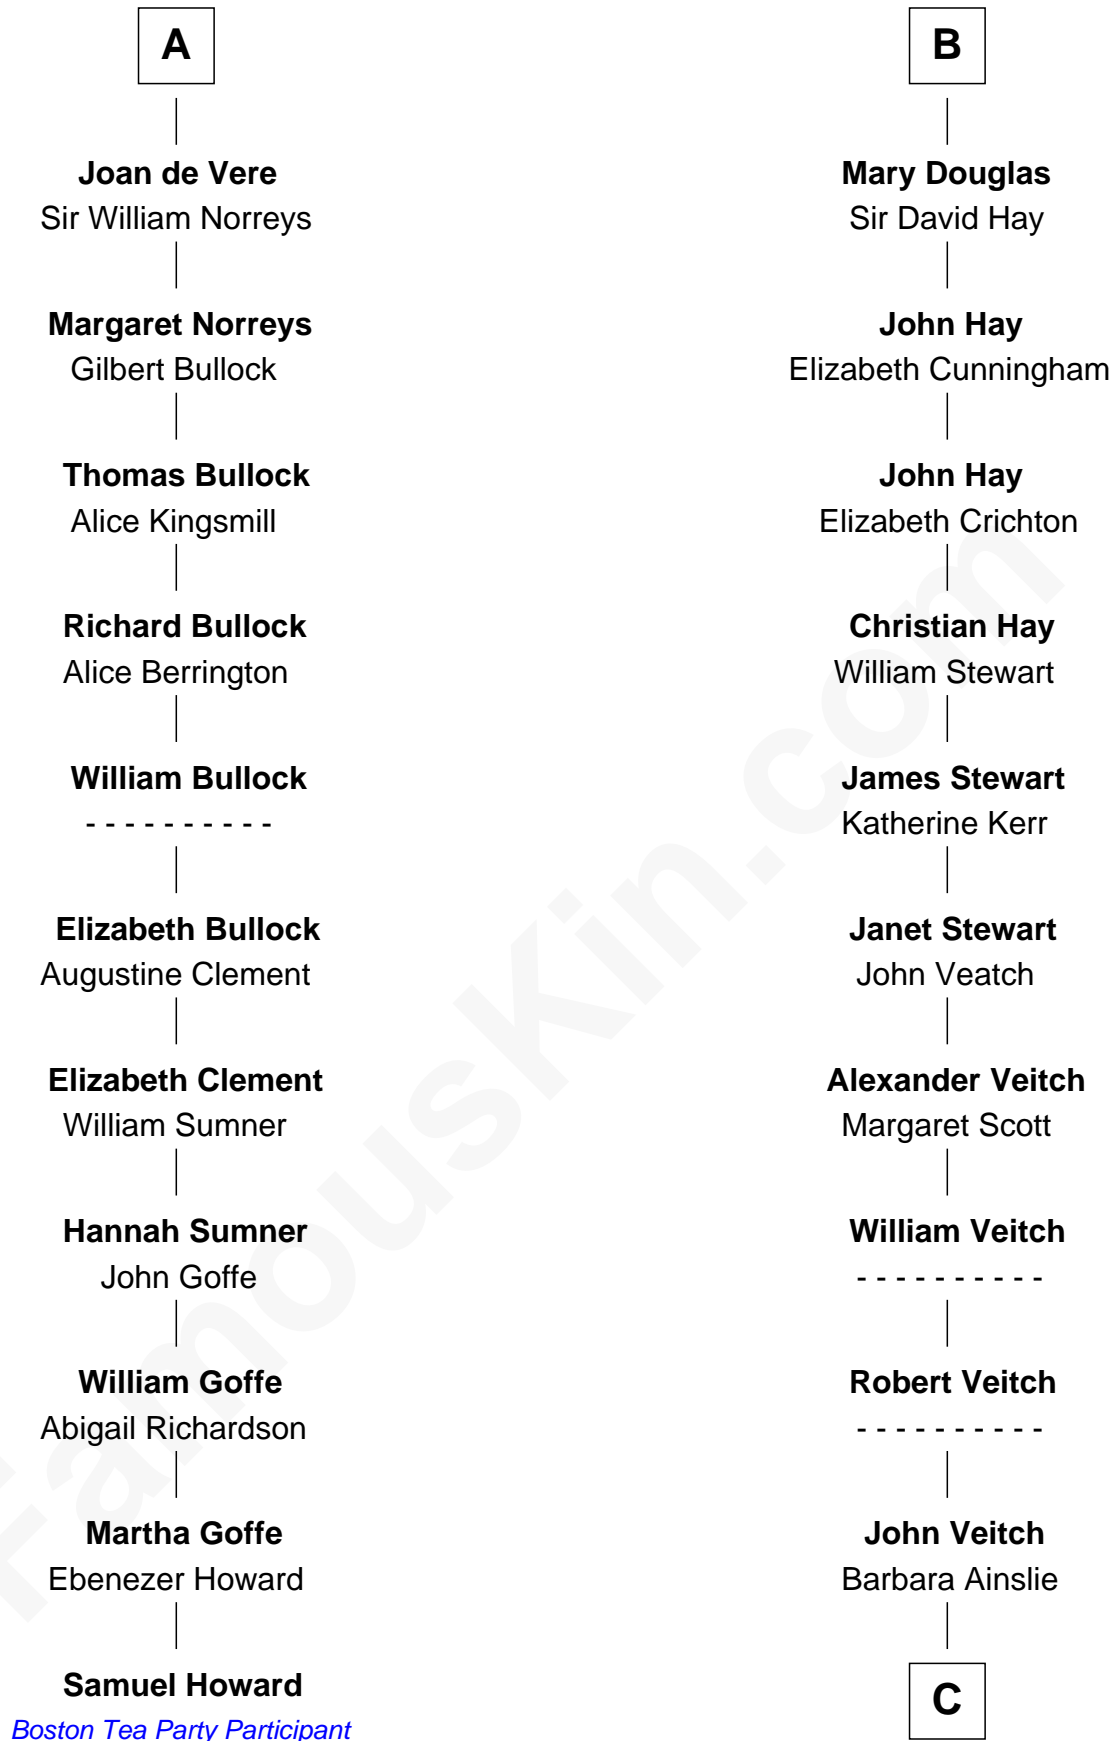 A
Joan de Vere
Sir William Norreys
Margaret Norreys
Gilbert Bullock
Thomas Bullock
Alice Kingsmill
Richard Bullock
Alice Berrington
William Bullock
- - - - - - - - - -
Elizabeth Bullock
Augustine Clement
Elizabeth Clement
William Sumner
Hannah Sumner
John Goffe
William Goffe
Abigail Richardson
Martha Goffe
Ebenezer Howard
Samuel Howard
Boston Tea Party Participant
B
Mary Douglas
Sir David Hay
John Hay
Elizabeth Cunningham
John Hay
Elizabeth Crichton
Christian Hay
William Stewart
James Stewart
Katherine Kerr
Janet Stewart
John Veatch
Alexander Veitch
Margaret Scott
William Veitch
- - - - - - - - - -
Robert Veitch
- - - - - - - - - -
John Veitch
Barbara Ainslie
C
FamousKin.com